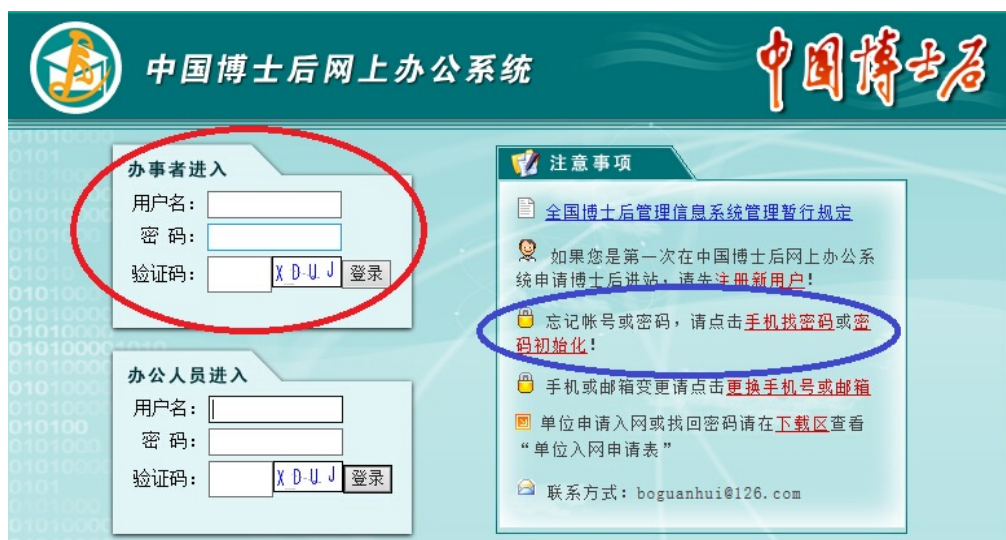 中国博士后网上办公系统
中国博士后
办事者进入
用户名：
密 码：
验证码：
X D-U. J
登录
办公人员进入
用户名：
密 码：
验证码：
X D-U. J
登录
注意事项
全国博士后管理信息系统管理暂行规定
如果您是第一次在中国博士后网上办公系
统申请博士后进站，请先注册新用户！
忘记帐号或密码，请点击手机找密码或密
码初始化！
手机或邮箱变更请点击更换手机号或邮箱
单位申请入网或找回密码请在下载区查看
“单位入网申请表”
联系方式：boguanhui@126.com